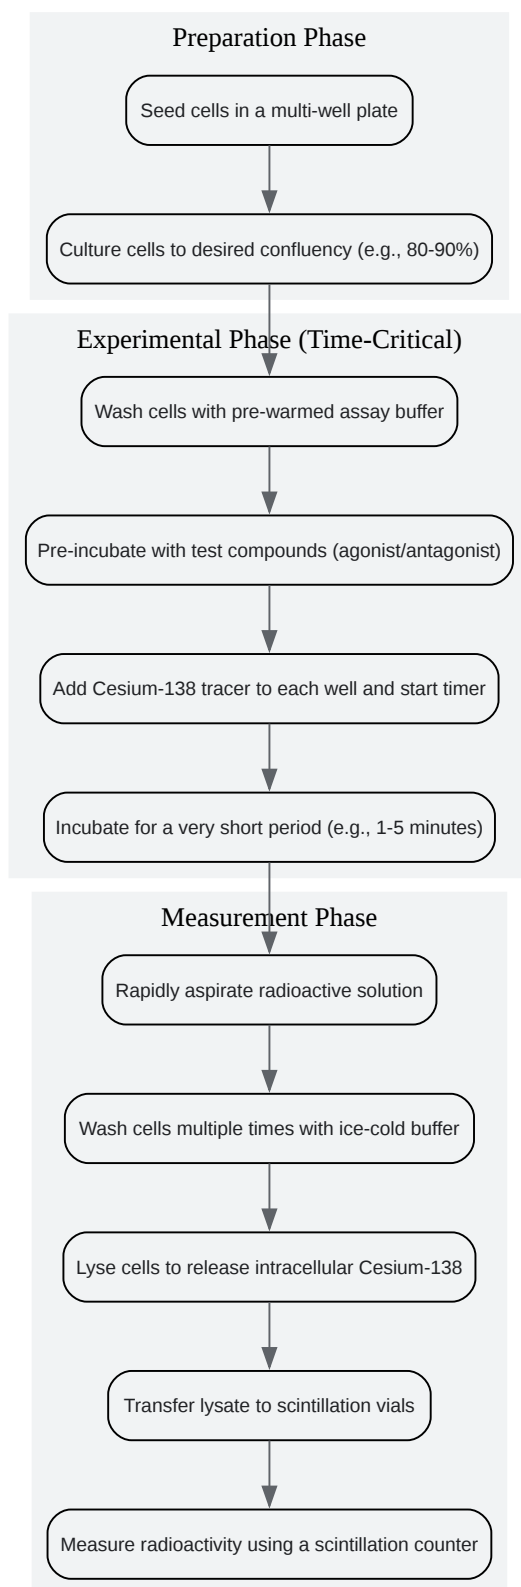 Preparation Phase
Seed cells in a multi-well plate
Culture cells to desired confluency (e.g., 80-90%)
Experimental Phase (Time-Critical)
Wash cells with pre-warmed assay buffer
Pre-incubate with test compounds (agonist/antagonist)
Add Cesium-138 tracer to each well and start timer
Incubate for a very short period (e.g., 1-5 minutes)
Measurement Phase
Rapidly aspirate radioactive solution
Wash cells multiple times with ice-cold buffer
Lyse cells to release intracellular Cesium-138
Transfer lysate to scintillation vials
Measure radioactivity using a scintillation counter